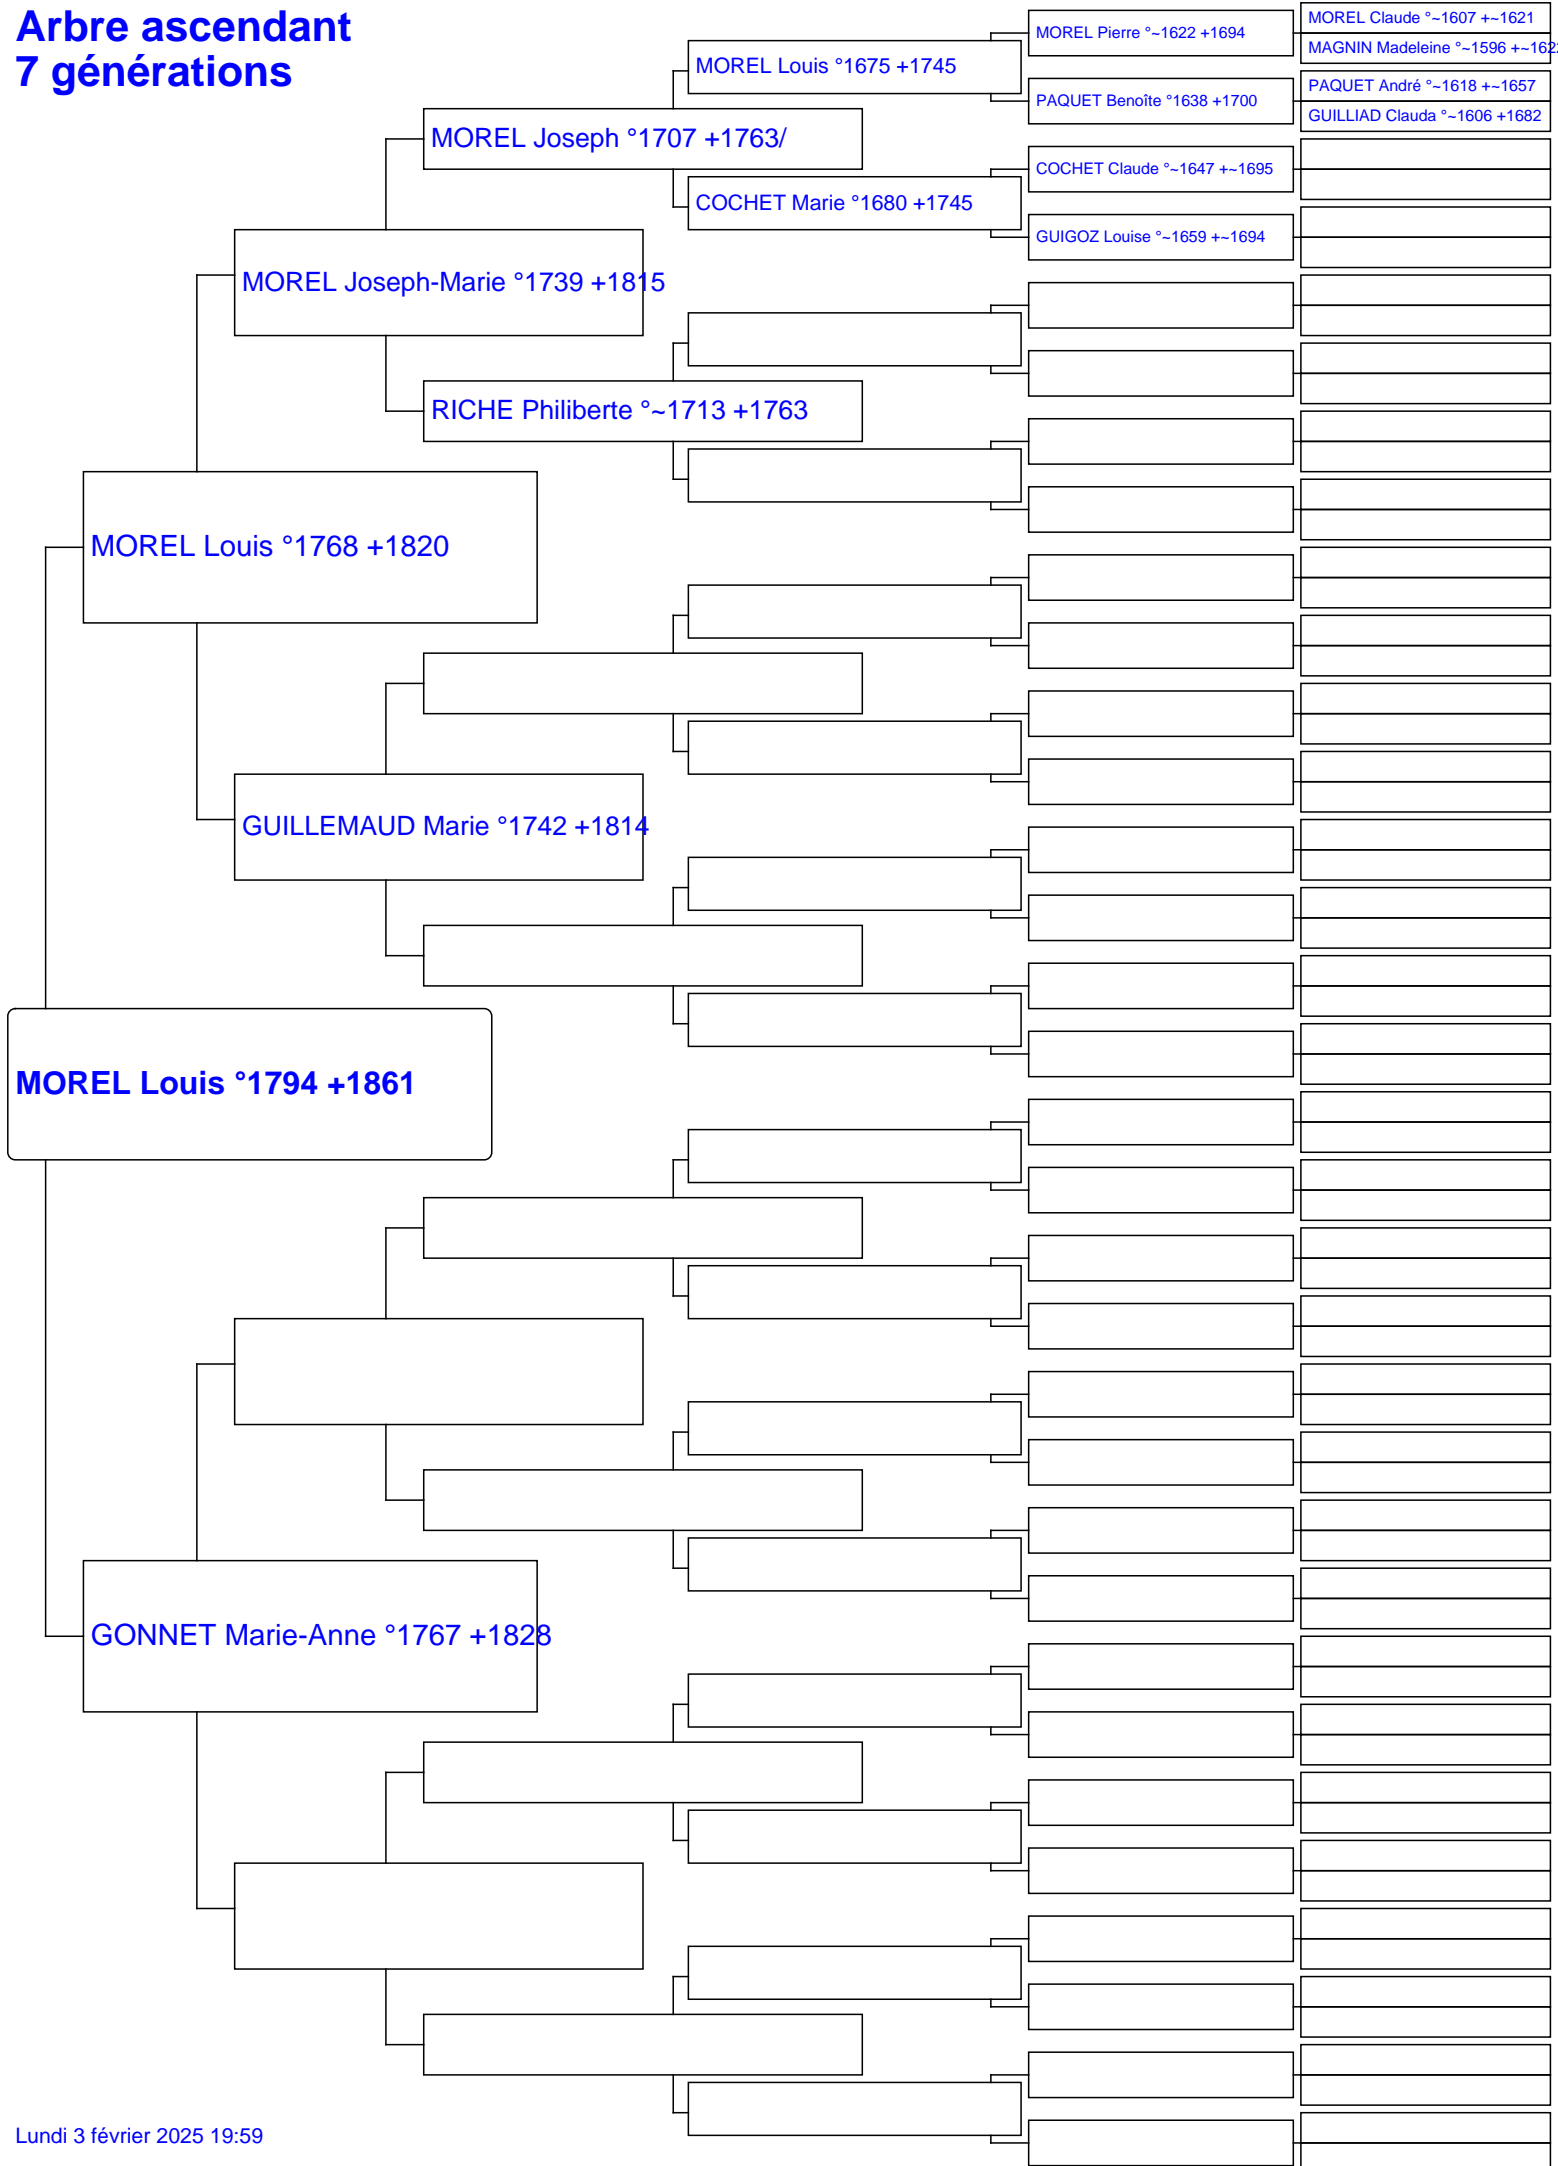 Arbre ascendant
7 générations
MOREL Claude °~1607 +~1621
MOREL Pierre °~1622 +1694
MAGNIN Madeleine °~1596 +~162
MOREL Louis °1675 +1745
PAQUET André °~1618 +~1657
PAQUET Benoîte °1638 +1700
GUILLIAD Clauda °~1606 +1682
MOREL Joseph °1707 +1763/
COCHET Claude °~1647 +~1695
COCHET Marie °1680 +1745
GUIGOZ Louise °~1659 +~1694
MOREL Joseph-Marie °1739 +1815
RICHE Philiberte °~1713 +1763
MOREL Louis °1768 +1820
GUILLEMAUD Marie °1742 +1814
MOREL Louis °1794 +1861
GONNET Marie-Anne °1767 +1828
Lundi 3 février 2025 19:59